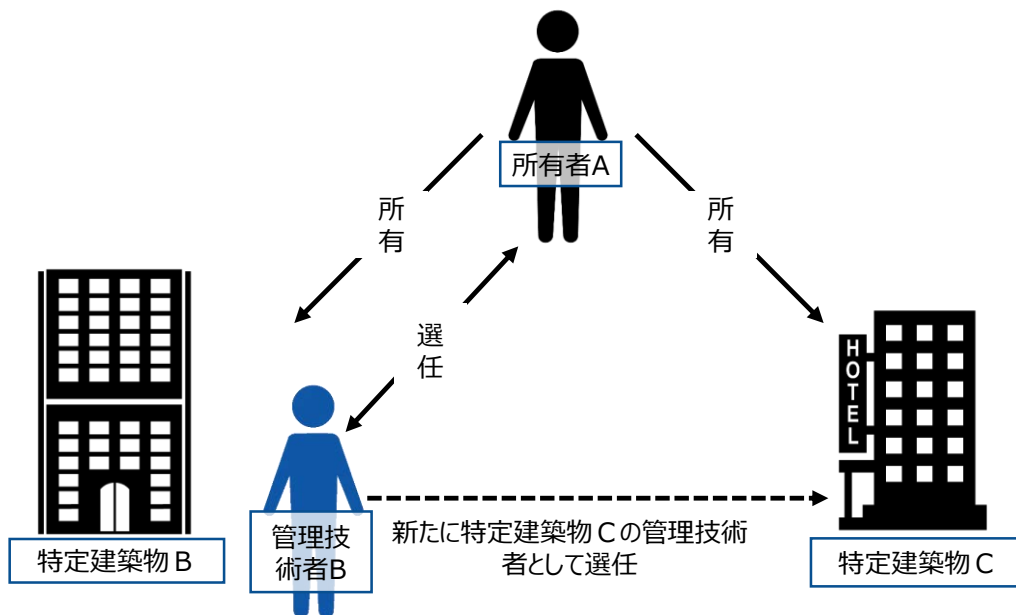 所有者A
所有
所有
選任
HOTEL
特定建築物B
管理技
術者B
新たに特定建築物Cの管理技術
者として選任
特定建築物C